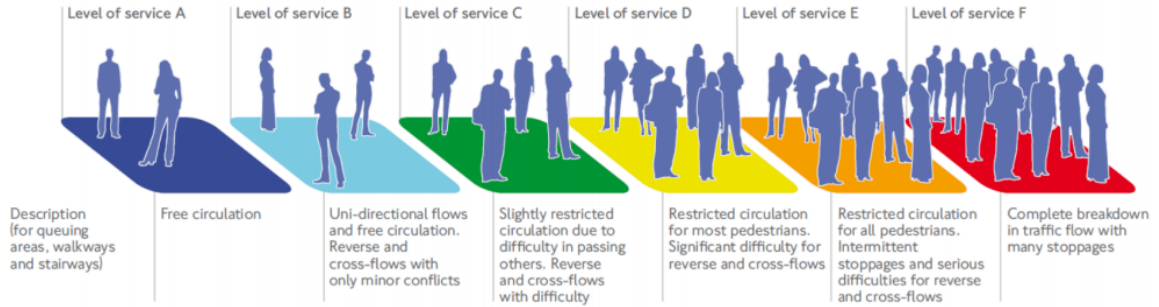 Level of service A
Level of service B
Level of service C
Level of service D
Level of service E
Level of service F
Description
(for queuing
areas, walkways
and stairways)
Free circulation
Uni-directional flows
and free circulation.
Reverse and
cross-flows with
only minor conflicts
Slightly restricted
circulation due to
difficulty in passing
others. Reverse
and cross-flows
with difficulty
Restricted circulation
for most pedestrians.
Significant difficulty for
reverse and cross-flows
Restricted circulation
for all pedestrians.
Intermittent
stoppages and serious
difficulties for reverse
and cross-flows
Complete breakdown
in traffic flow with
many stoppages